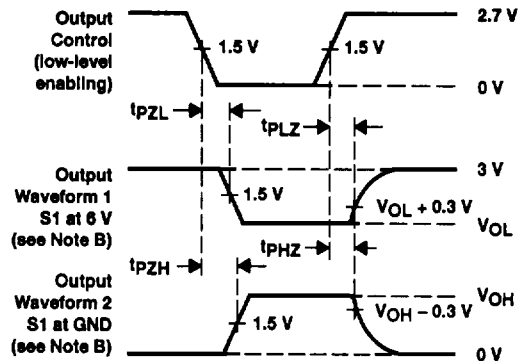 Output
Control
(low-level
enabling)
1.5 V
1.5 V
2.7 V
0 V
tPZL
tPLZ
Output
Waveform 1
S1 at 6 V
(see Note B)
1.5 V
3 V
VOL + 0.3 V
VOL
tPZH
tPHZ
Output
Waveform 2
S1 at GND
(see Note B)
1.5 V
VOH
VOH – 0.3 V
0 V